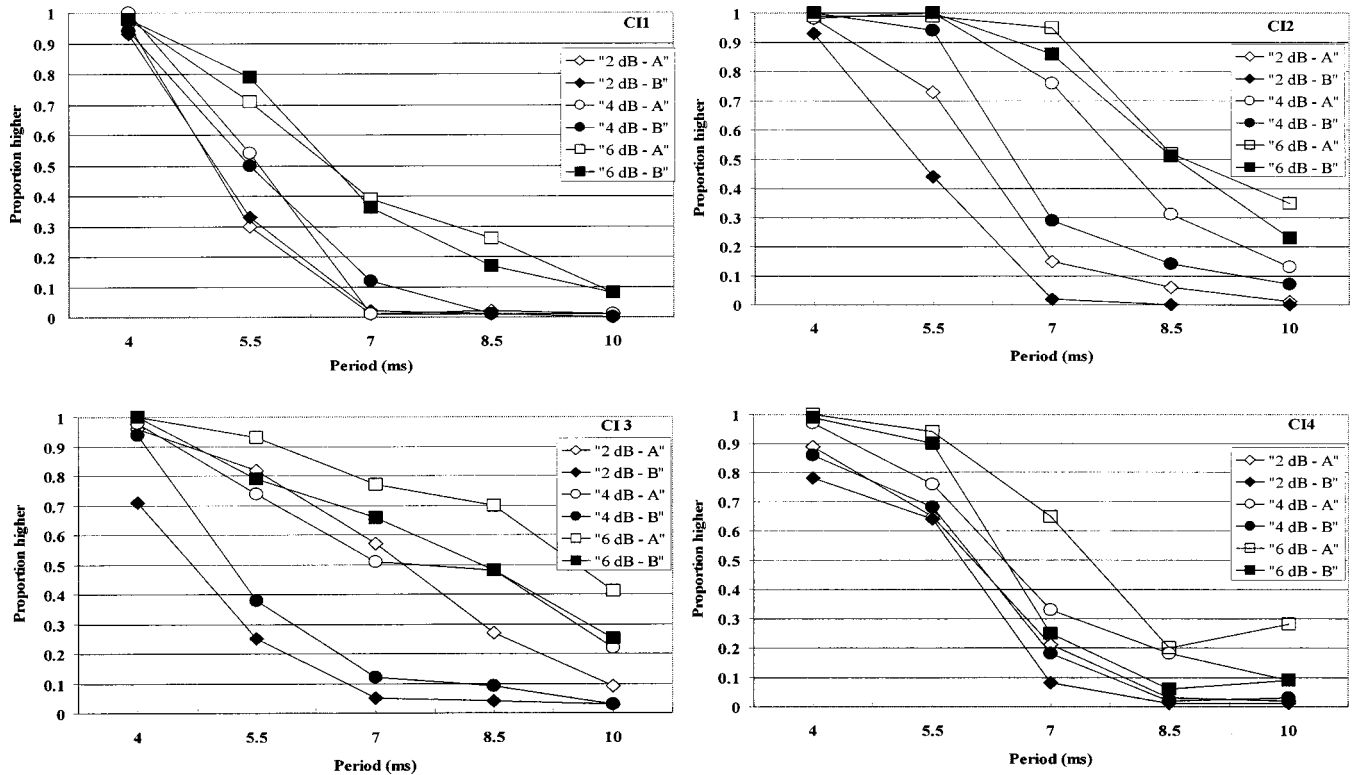 CI1
Proportion higher
1
0.9
0.8
0.7
0.6
0.5
0.4
0.3
0.2
0.1
0
4 5.5 7 8.5 10
Period (ms)
"2 dB - A"
"2 dB - B"
"4 dB - A"
"4 dB - B"
"6 dB - A"
"6 dB - B"
CI2
Proportion higher
1
0.9
0.8
0.7
0.6
0.5
0.4
0.3
0.2
0.1
0
4 5.5 7 8.5 10
Period (ms)
"2 dB - A"
"2 dB - B"
"4 dB - A"
"4 dB - B"
"6 dB - A"
"6 dB - B"
CI 3
Proportion higher
1
0.9
0.8
0.7
0.6
0.5
0.4
0.3
0.2
0.1
0
4 5.5 7 8.5 10
Period (ms)
"2 dB - A"
"2 dB - B"
"4 dB - A"
"4 dB - B"
"6 dB - A"
"6 dB - B"
CI4
Proportion higher
1
0.9
0.8
0.7
0.6
0.5
0.4
0.3
0.2
0.1
0
4 5.5 7 8.5 10
Period (ms)
"2 dB - A"
"2 dB - B"
"4 dB - A"
"4 dB - B"
"6 dB - A"
"6 dB - B"